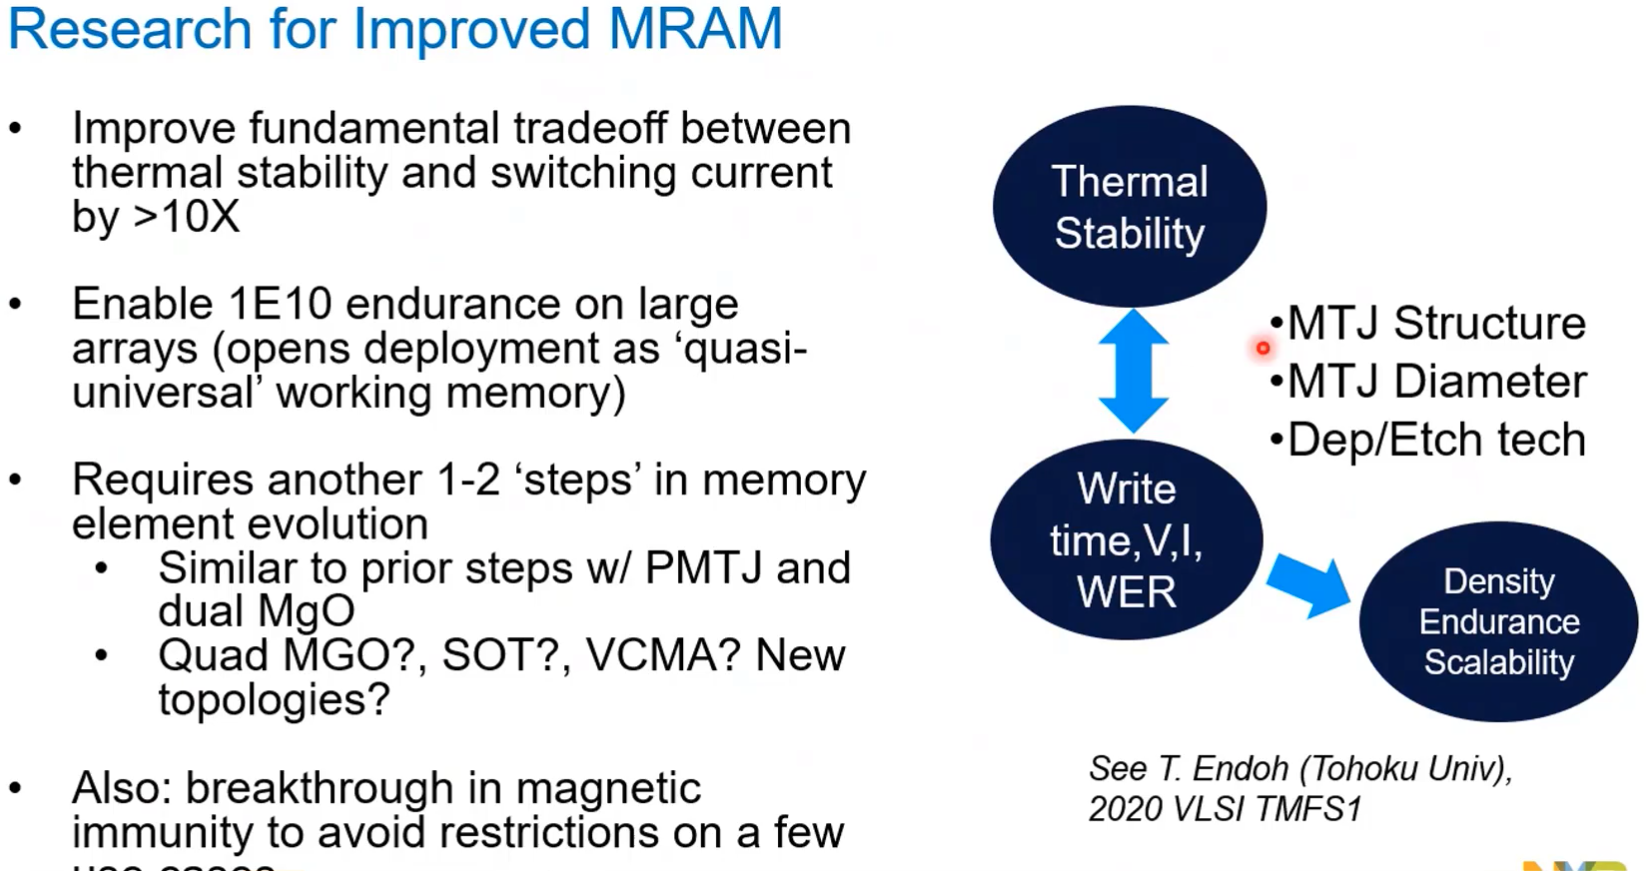 Research for Improved MRAM
• Improve fundamental tradeoff between
thermal stability and switching current
by >10X
• Enable 1E10 endurance on large
arrays (opens deployment as ‘quasi-
universal’ working memory)
• Requires another 1-2 ‘steps’ in memory
element evolution
• Similar to prior steps w/ PMTJ and
dual MgO
• Quad MGO?, SOT?, VCMA? New
topologies?
• Also: breakthrough in magnetic
immunity to avoid restrictions on a few
Thermal
Stability
•MTJ Structure
•MTJ Diameter
•Dep/Etch tech
Write
time,V,I,
WER
Density
Endurance
Scalability
See T. Endoh (Tohoku Univ),
2020 VLSI TMFS1